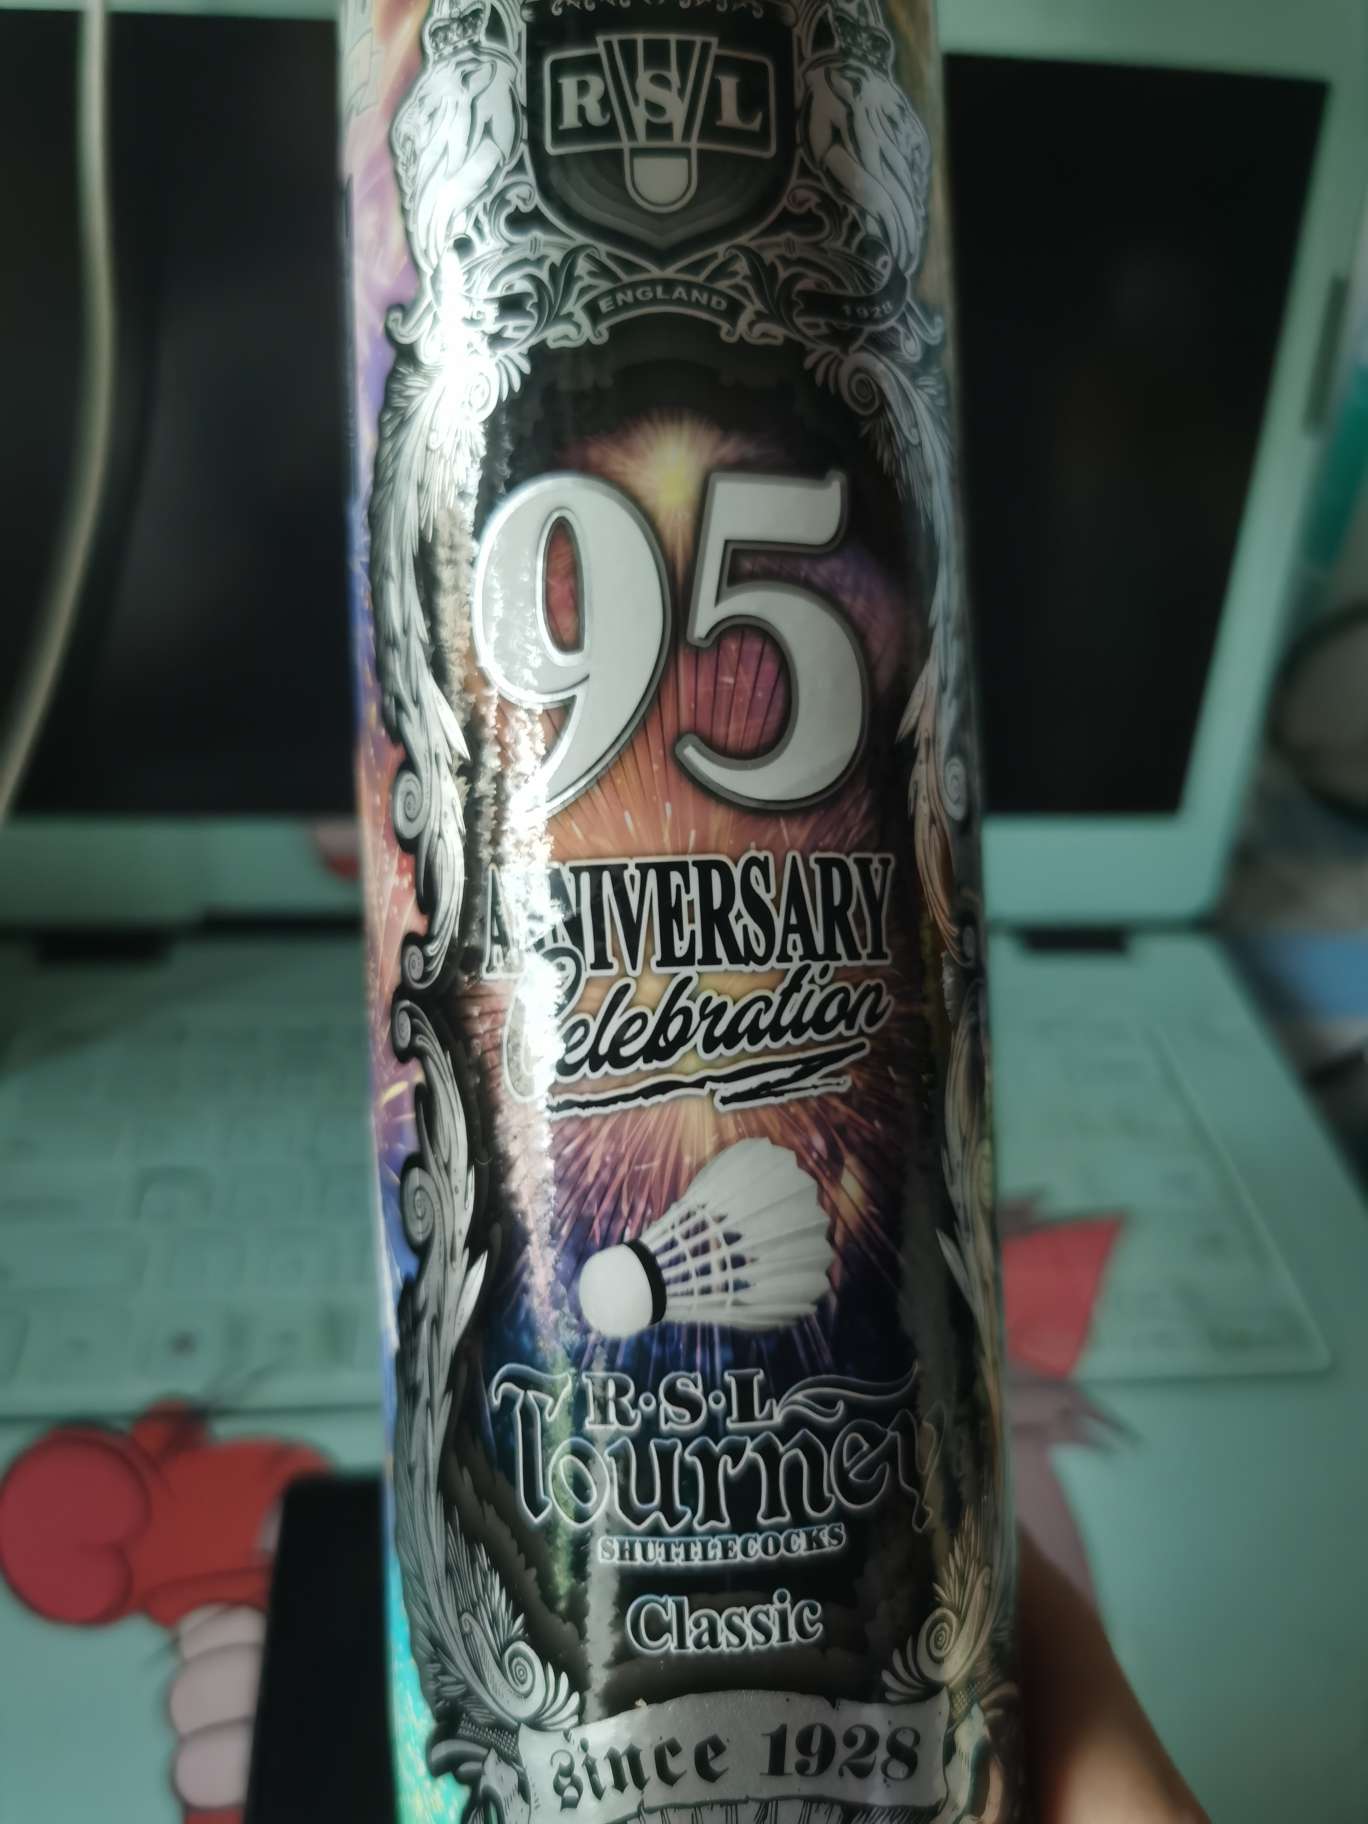 RSL
ENGLAND
1928
95
ANNIVERSARY
Celebration
R·S·L
Tourney
SHUTTLECOCKS
Classic
since 1928